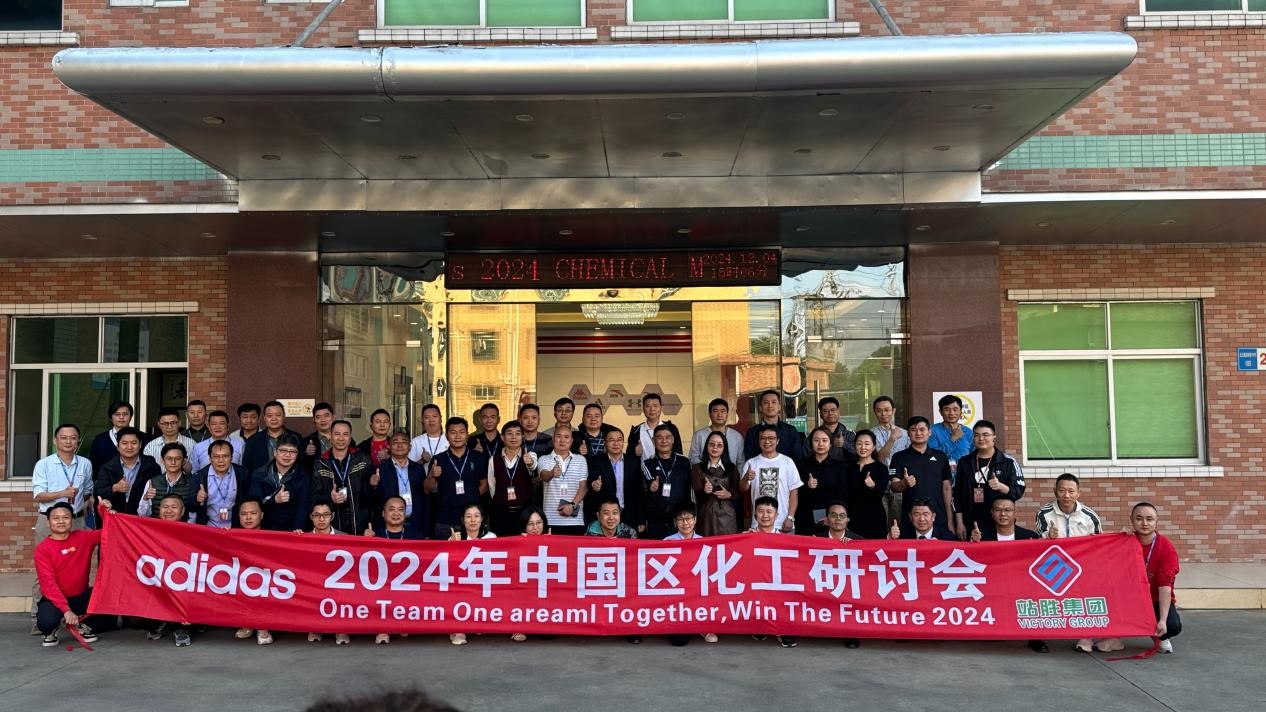 s 2024 CHEMICAL M
2024.12.04
15时06分
adidas
2024年中国区化工研讨会
One Team One areaml Together,Win The Future 2024
站胜集团
VICTORY GROUP